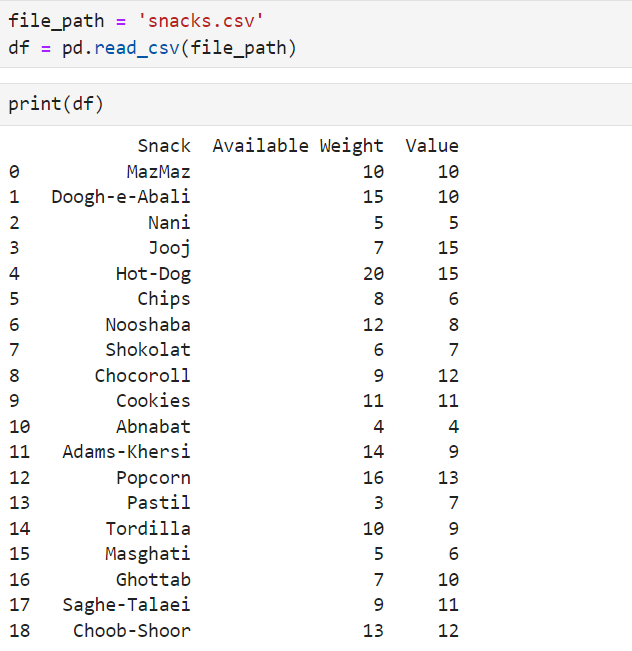 file_path = 'snacks.csv'
df = pd.read_csv(file_path)
print(df)
Snack Available Weight Value
0 MazMaz 10 10
1 Doogh-e-Abali 15 10
2 Nani 5 5
3 Jooj 7 15
4 Hot-Dog 20 15
5 Chips 8 6
6 Nooshaba 12 8
7 Shokolat 6 7
8 Chocoroll 9 12
9 Cookies 11 11
10 Abnabat 4 4
11 Adams-Khersi 14 9
12 Popcorn 16 13
13 Pastil 3 7
14 Tordilla 10 9
15 Masghati 5 6
16 Ghottab 7 10
17 Saghe-Talaei 9 11
18 Choob-Shoor 13 12